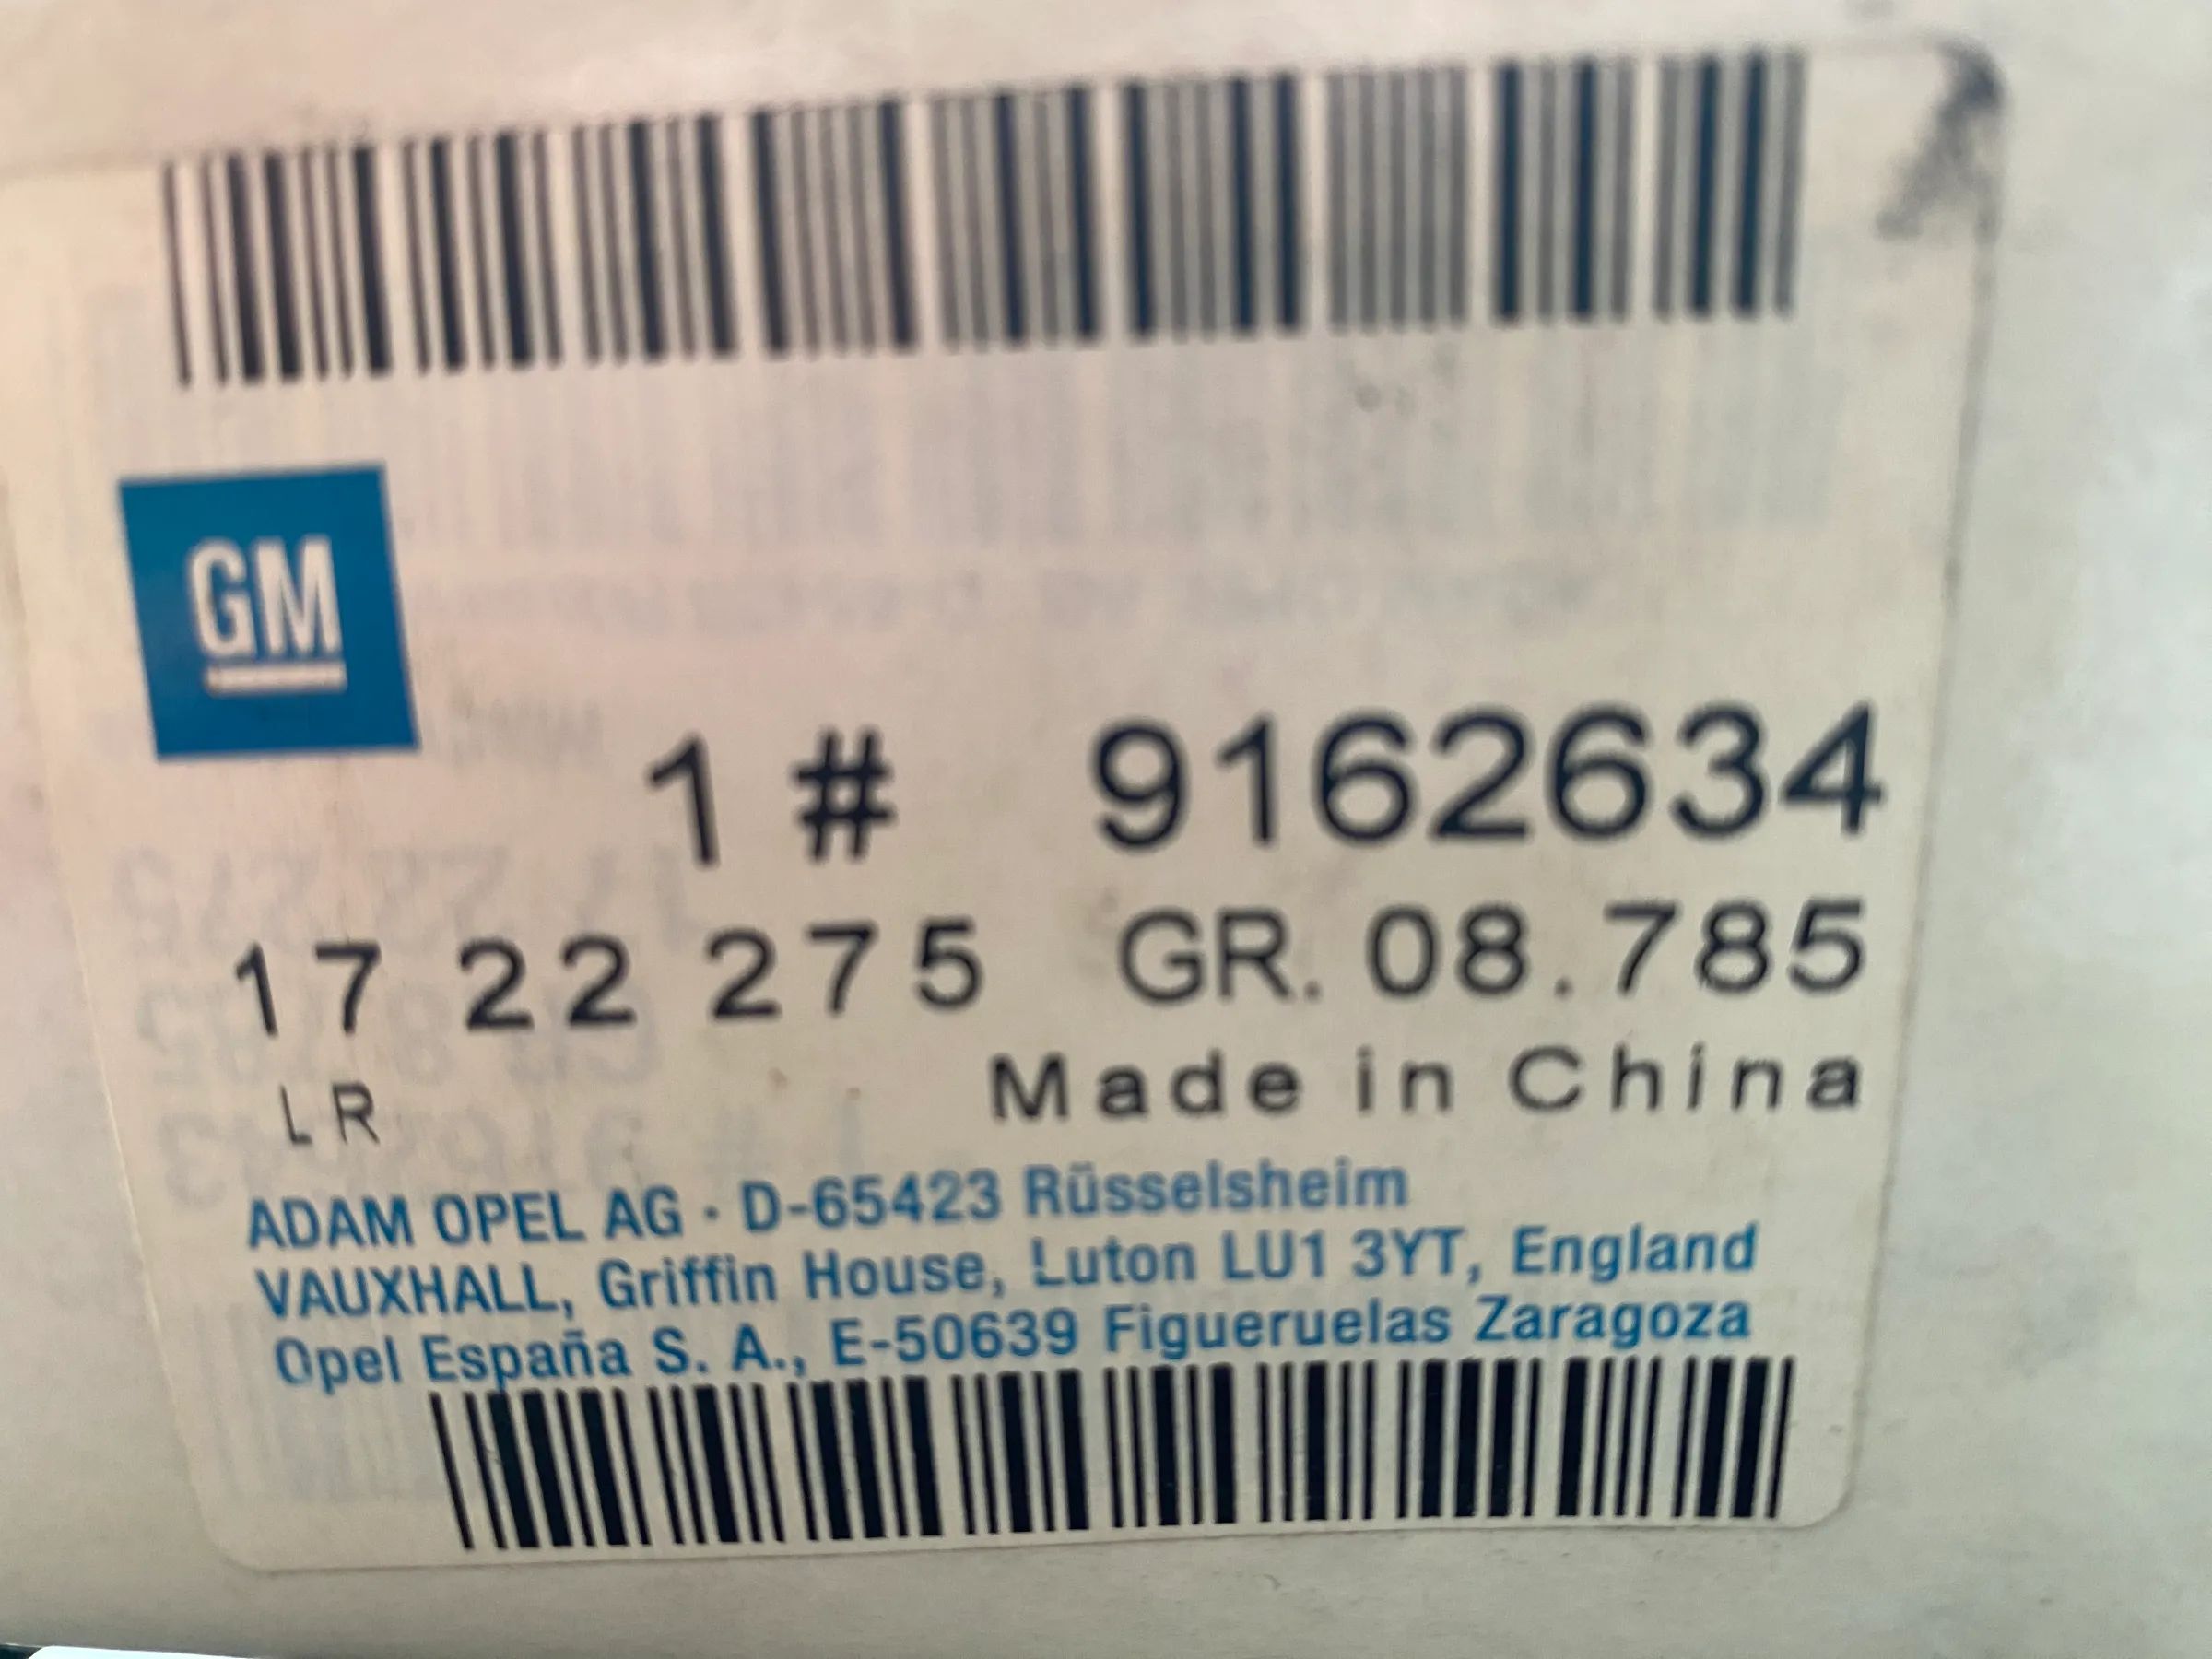 GM
1 # 9162634
17 22 275 GR. 08.785
LR Made in China
ADAM OPEL AG · D-65423 Rüsselsheim
VAUXHALL, Griffin House, Luton LU1 3YT, England
Opel España S. A., E-50639 Figueruelas Zaragoza